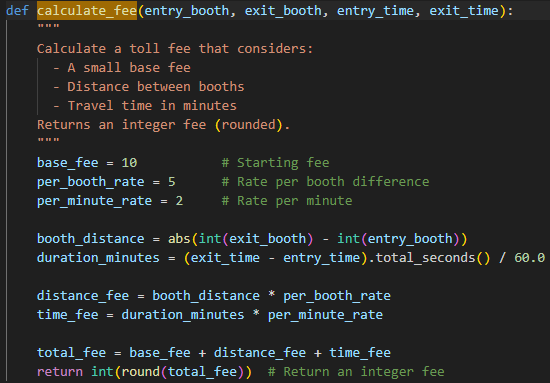 def calculate_fee(entry_booth, exit_booth, entry_time, exit_time):
    """
    Calculate a toll fee that considers:
      - A small base fee
      - Distance between booths
      - Travel time in minutes
    Returns an integer fee (rounded).
    """
    base_fee = 10           # Starting fee
    per_booth_rate = 5      # Rate per booth difference
    per_minute_rate = 2     # Rate per minute

    booth_distance = abs(int(exit_booth) - int(entry_booth))
    duration_minutes = (exit_time - entry_time).total_seconds() / 60.0

    distance_fee = booth_distance * per_booth_rate
    time_fee = duration_minutes * per_minute_rate

    total_fee = base_fee + distance_fee + time_fee
    return int(round(total_fee))  # Return an integer fee